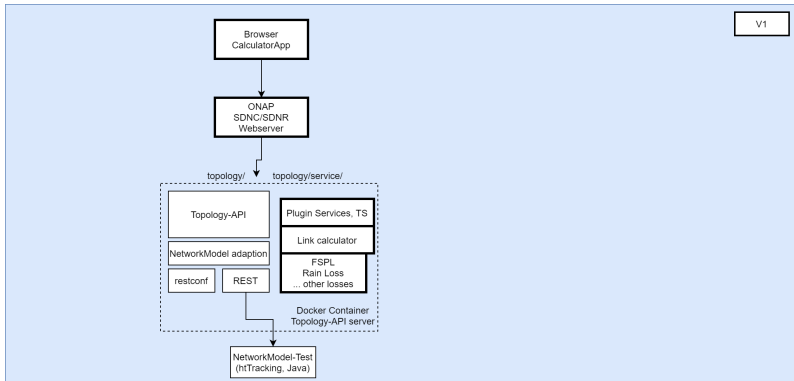 V1
Browser
CalculatorApp
ONAP
SDNC/SDNR
Webserver
topology/
topology/service/
Topology-API
Plugin Services, TS
Link calculator
NetworkModel adaption
FSPL
Rain Loss
... other losses
restconf
REST
Docker Container
Topology-API server
NetworkModel-Test
(htTracking, Java)